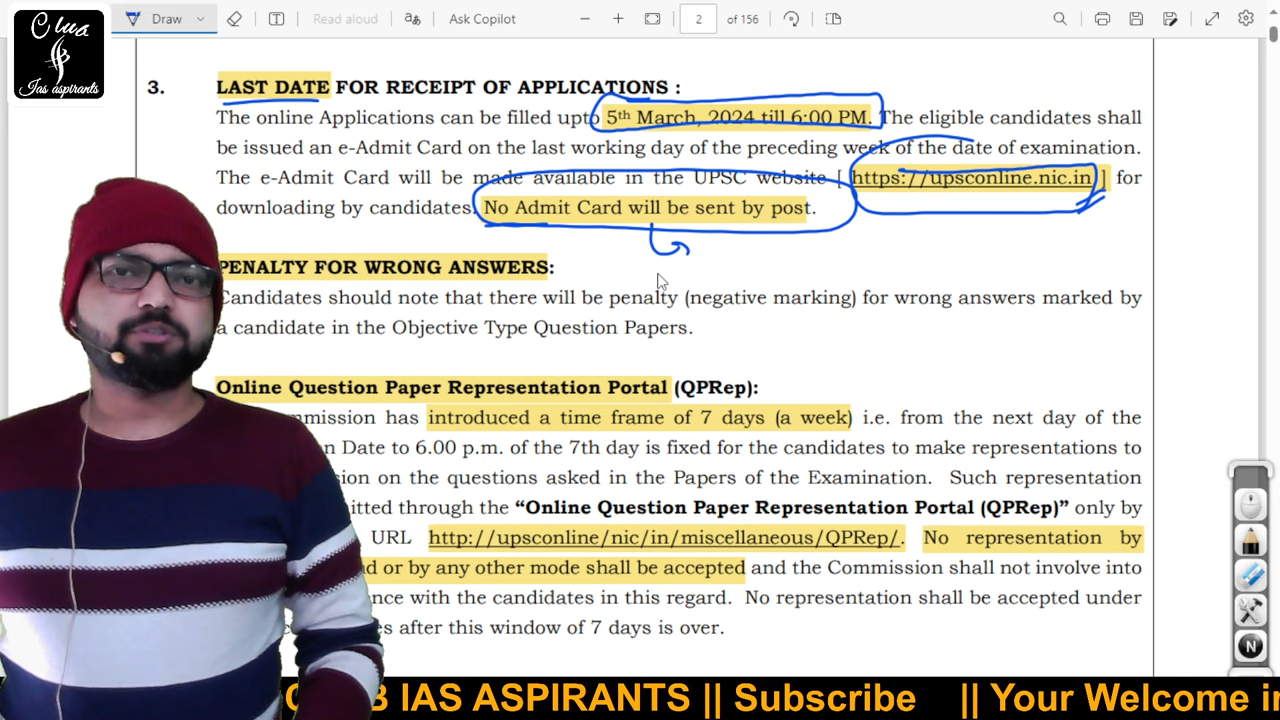 Draw
Read aloud
Ask Copilot
2
of 156
Clua
Ias aspirants
3. LAST DATE FOR RECEIPT OF APPLICATIONS :
The online Applications can be filled upto 5th March, 2024 till 6:00 PM. The eligible candidates shall
be issued an e-Admit Card on the last working day of the preceding week of the date of examination.
The e-Admit Card will be made available in the UPSC website [ https://upsconline.nic.in ] for
downloading by candidates. No Admit Card will be sent by post.
PENALTY FOR WRONG ANSWERS:
Candidates should note that there will be penalty (negative marking) for wrong answers marked by
a candidate in the Objective Type Question Papers.
Online Question Paper Representation Portal (QPRep):
mmission has introduced a time frame of 7 days (a week) i.e. from the next day of the
n Date to 6.00 p.m. of the 7th day is fixed for the candidates to make representations to
sion on the questions asked in the Papers of the Examination. Such representation
itted through the “Online Question Paper Representation Portal (QPRep)” only by
URL http://upsconline/nic/in/miscellaneous/QPRep/. No representation by
d or by any other mode shall be accepted and the Commission shall not involve into
nce with the candidates in this regard. No representation shall be accepted under
es after this window of 7 days is over.
N
B IAS ASPIRANTS || Subscribe || Your Welcome i